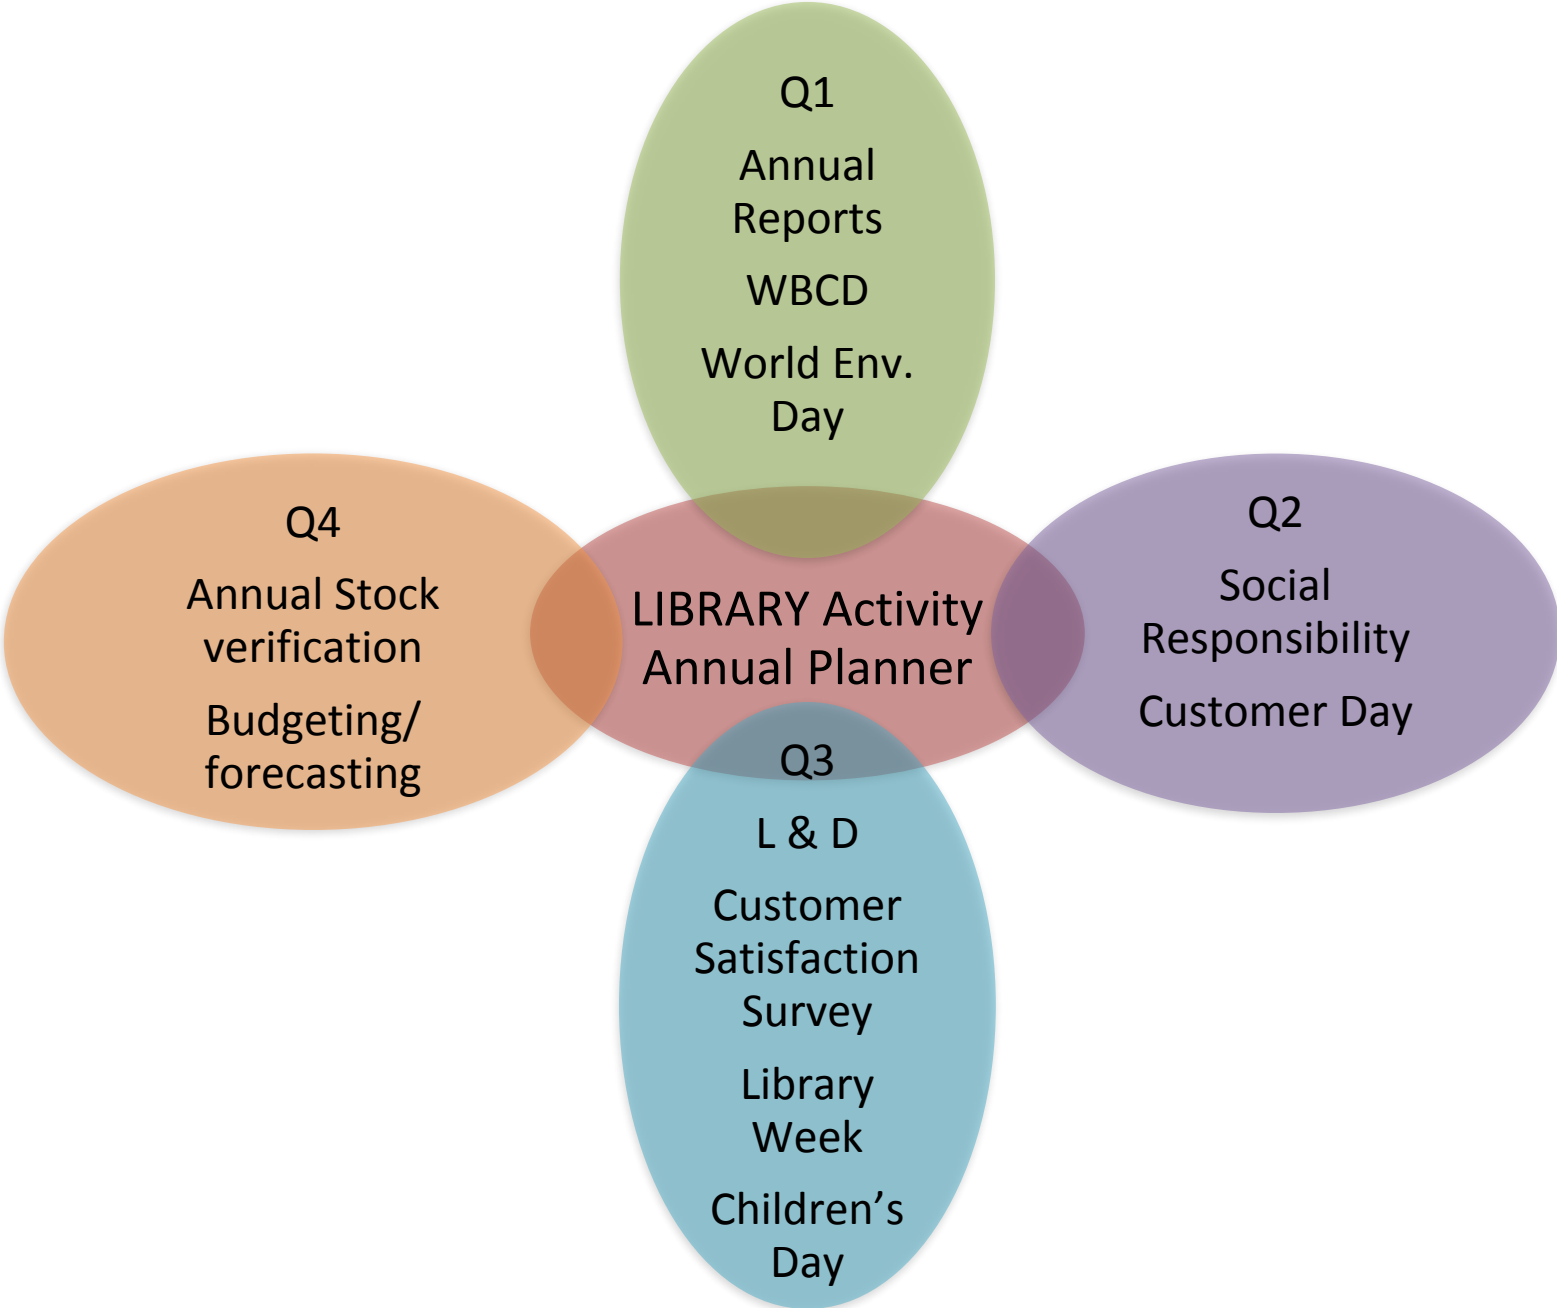 Q1
Annual
Reports
WBCD
World Env.
Day
Q4
Annual Stock
verification
Budgeting/
forecasting
LIBRARY Activity
Annual Planner
Q2
Social
Responsibility
Customer Day
Q3
L & D
Customer
Satisfaction
Survey
Library
Week
Children’s
Day